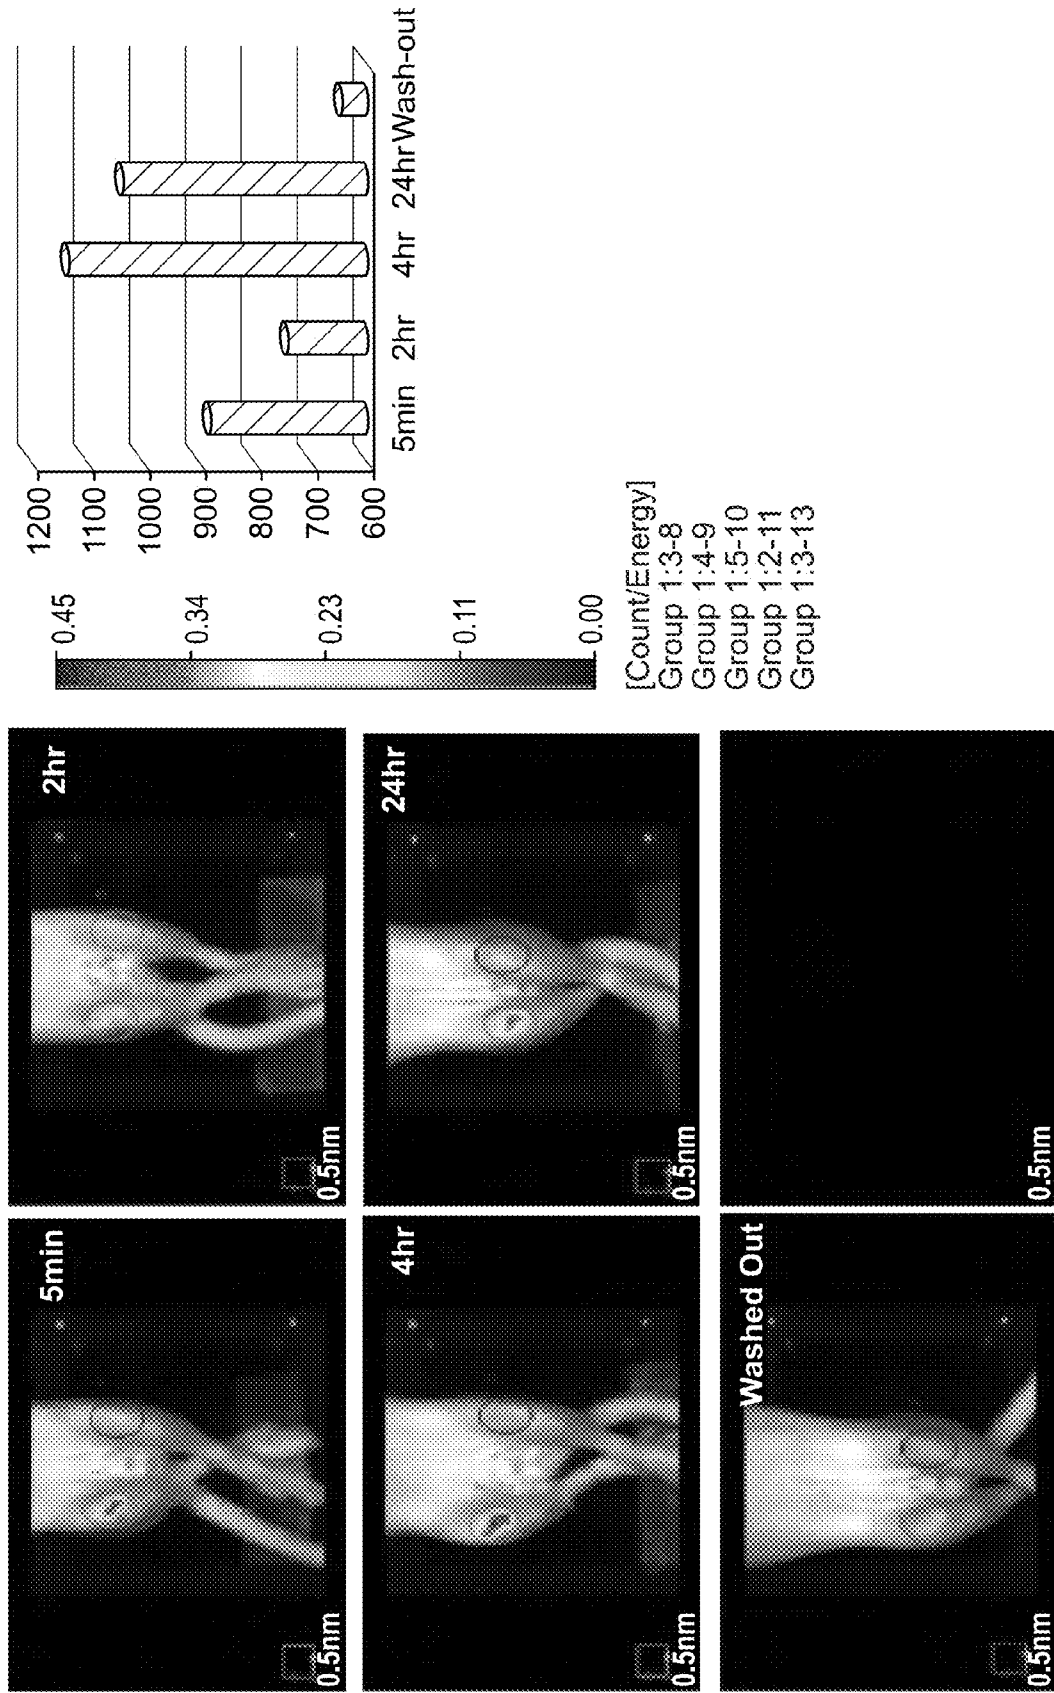 5min
0.5nm
2hr
0.5nm
4hr
0.5nm
24hr
0.5nm
Washed Out
0.5nm
0.5nm
0.45
0.34
0.23
0.11
0.00
[Count/Energy]
Group 1:3-8
Group 1:4-9
Group 1:5-10
Group 1:2-11
Group 1:3-13
1200
1100
1000
900
800
700
600
5min 2hr 4hr 24hr Wash-out